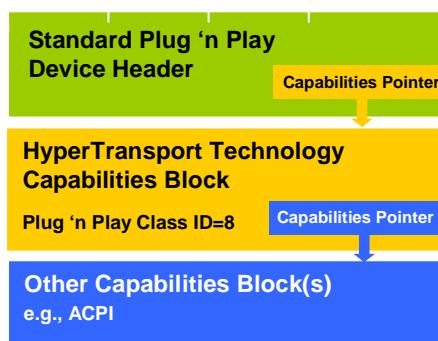 Standard Plug ‘n Play
Device Header
Capabilities Pointer
HyperTransport Technology
Capabilities Block
Plug ‘n Play Class ID=8
Capabilities Pointer
Other Capabilities Block(s)
e.g., ACPI